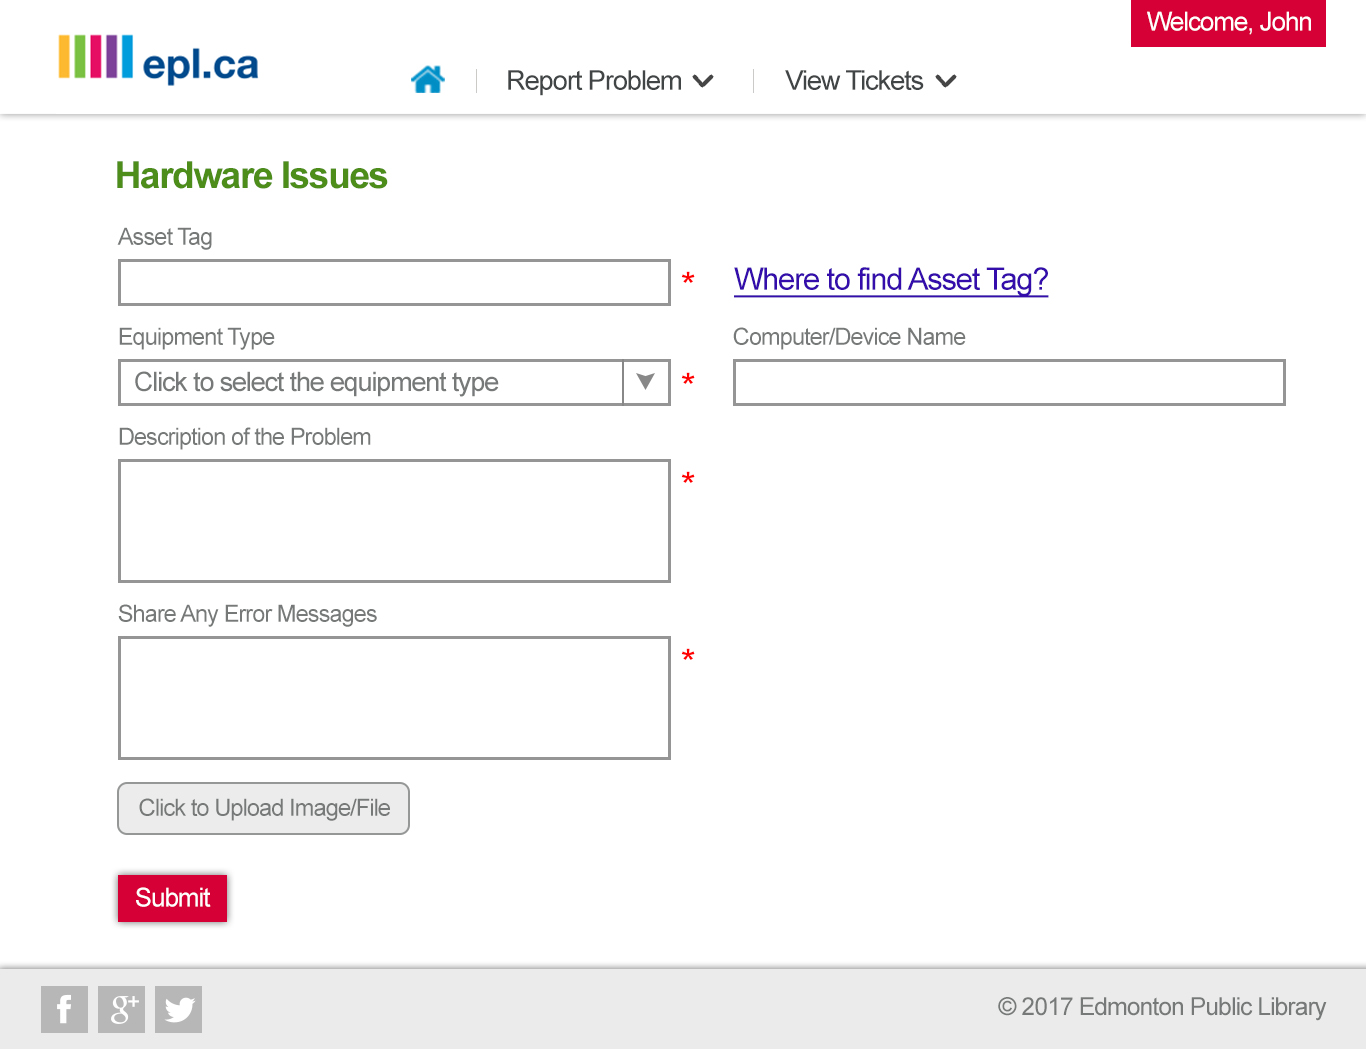 Welcome, John
epl.ca
Report Problem
View Tickets
Hardware Issues
Asset Tag
*
Where to find Asset Tag?
Equipment Type
Computer/Device Name
Click to select the equipment type
*
Description of the Problem
*
Share Any Error Messages
*
Click to Upload Image/File
Submit
f
g+
© 2017 Edmonton Public Library